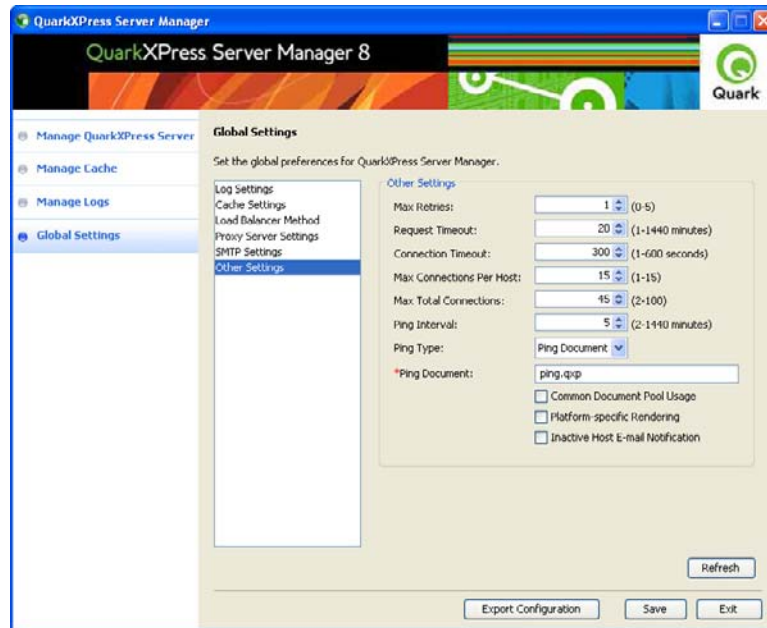 QuarkXPress Server Manager
QuarkXPress Server Manager 8
Quark
Manage QuarkXPress Server
Manage Cache
Manage Logs
Global Settings
Global Settings
Set the global preferences for QuarkXPress Server Manager.
Log Settings
Cache Settings
Load Balancer Method
Proxy Server Settings
SMTP Settings
Other Settings
Other Settings
Max Retries: 1 (0-5)
Request Timeout: 20 (1-1440 minutes)
Connection Timeout: 300 (1-600 seconds)
Max Connections Per Host: 15 (1-15)
Max Total Connections: 45 (2-100)
Ping Interval: 5 (2-1440 minutes)
Ping Type: Ping Document
*Ping Document: ping.qxp
Common Document Pool Usage
Platform-specific Rendering
Inactive Host E-mail Notification
Refresh
Export Configuration Save Exit